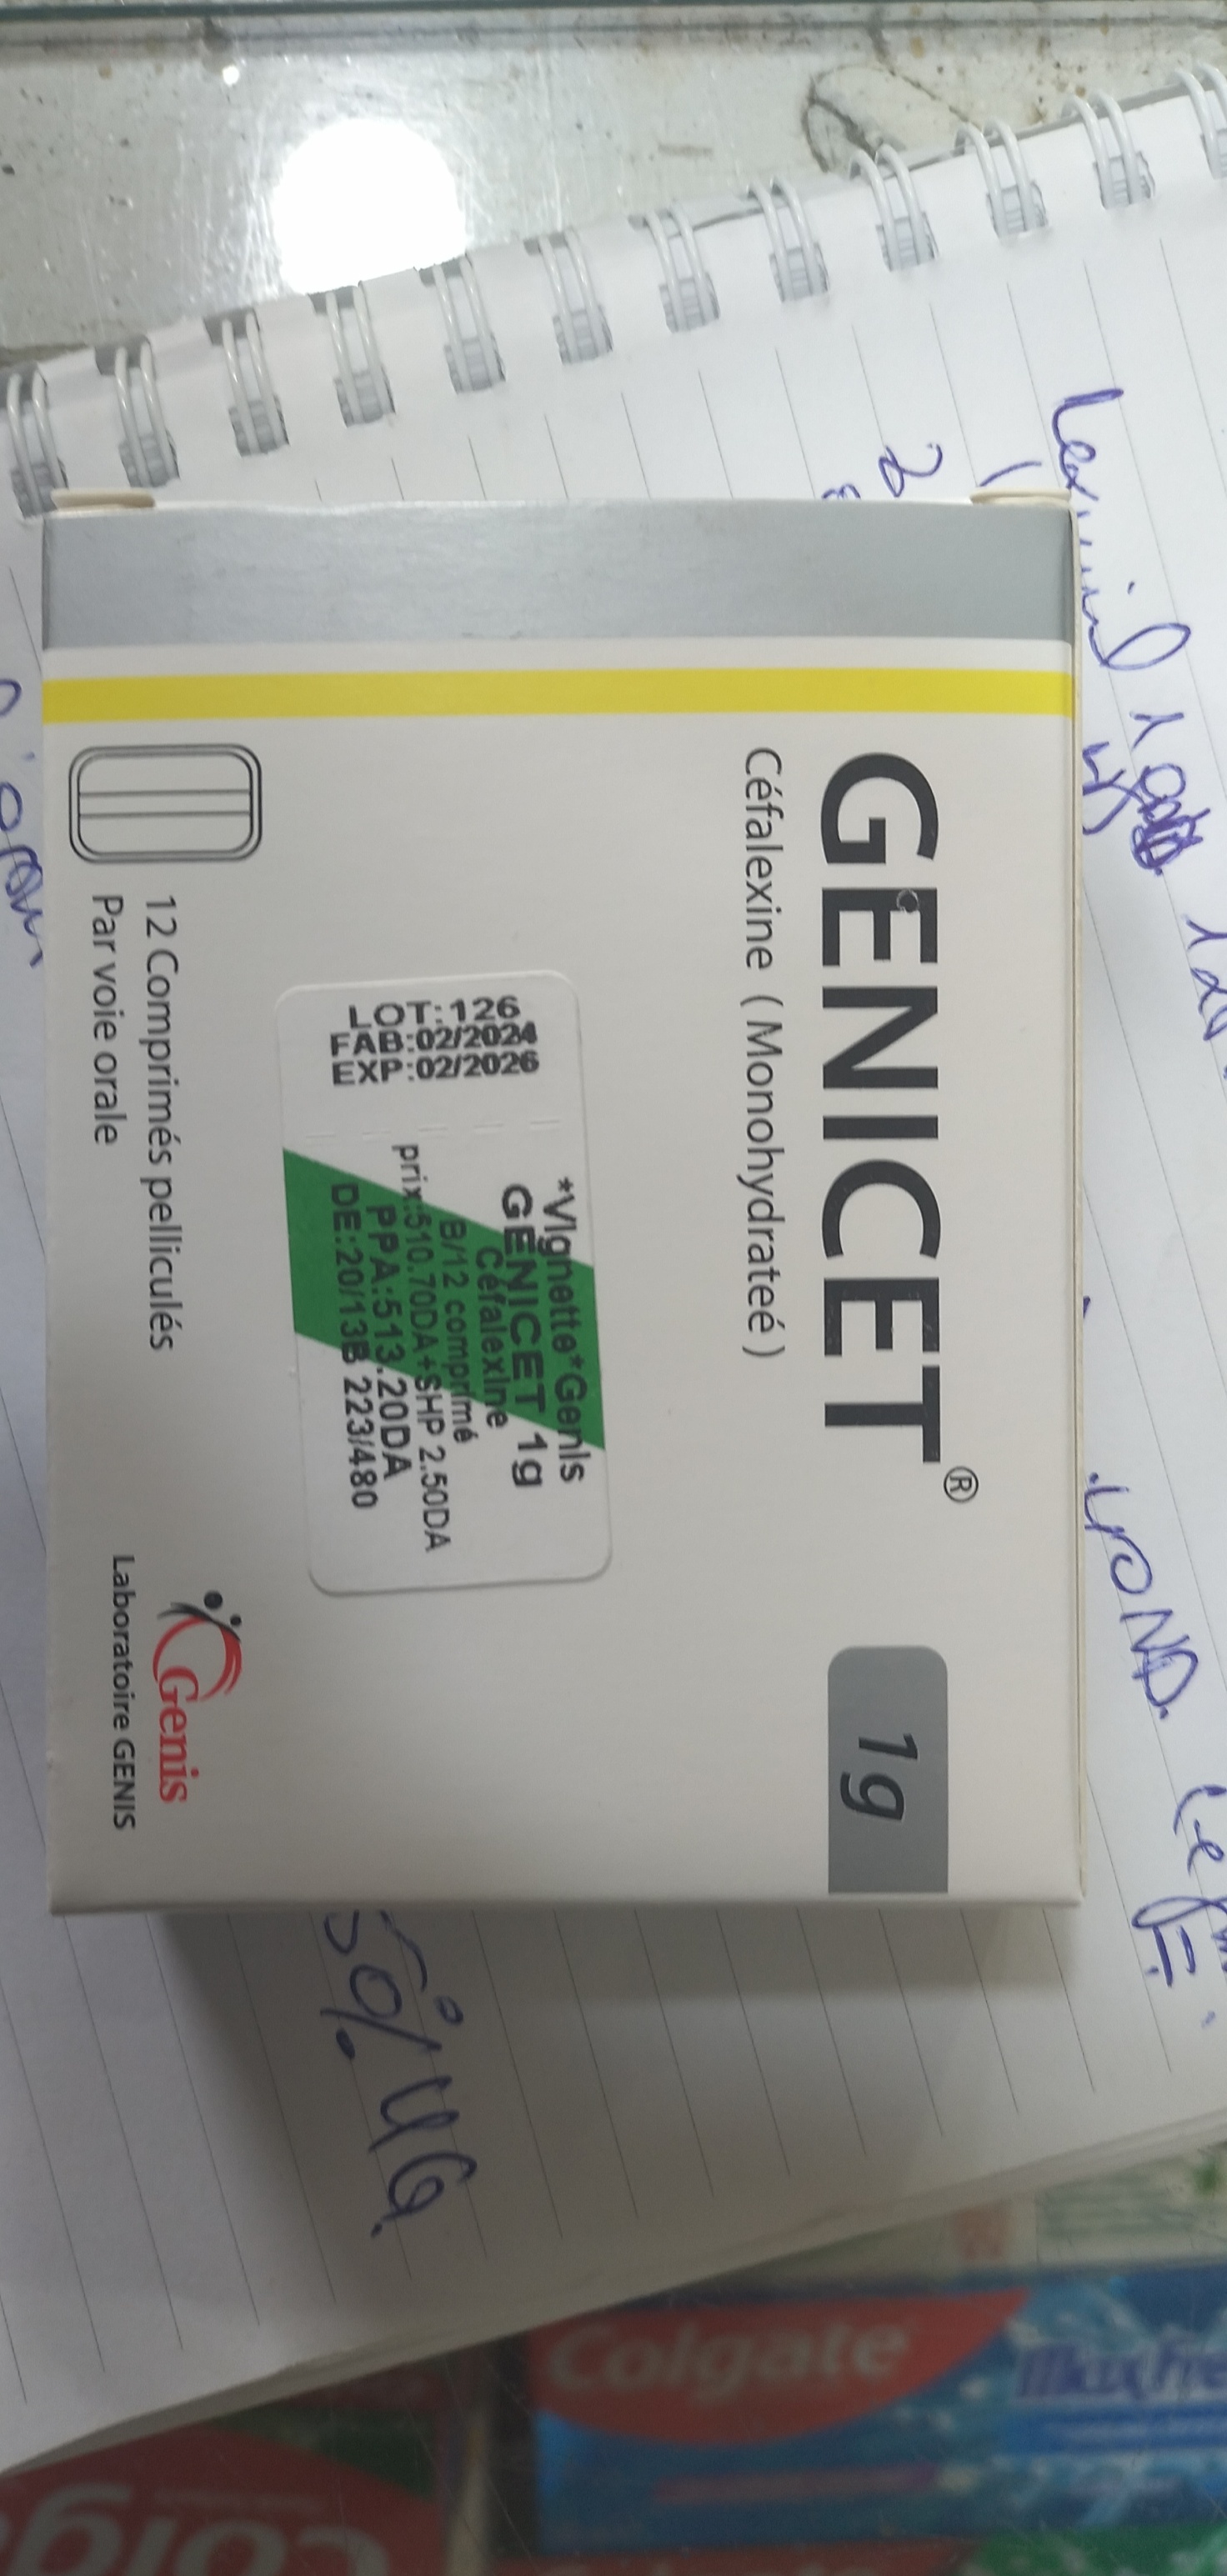 GENICET®
1g
Céfalexine ( Monohydrateé )
LOT:126
FAB:02/2024
EXP:02/2026
*Vignette*Genis
GENICET 1g
Céfalexine
B/12 comprimé
prix:510.70DA+SHP 2.50DA
PPA:513.20DA
DE:20/13B 223/480
12 Comprimés pelliculés
Par voie orale
Genis
Laboratoire GENIS
50% UG.
Colgate